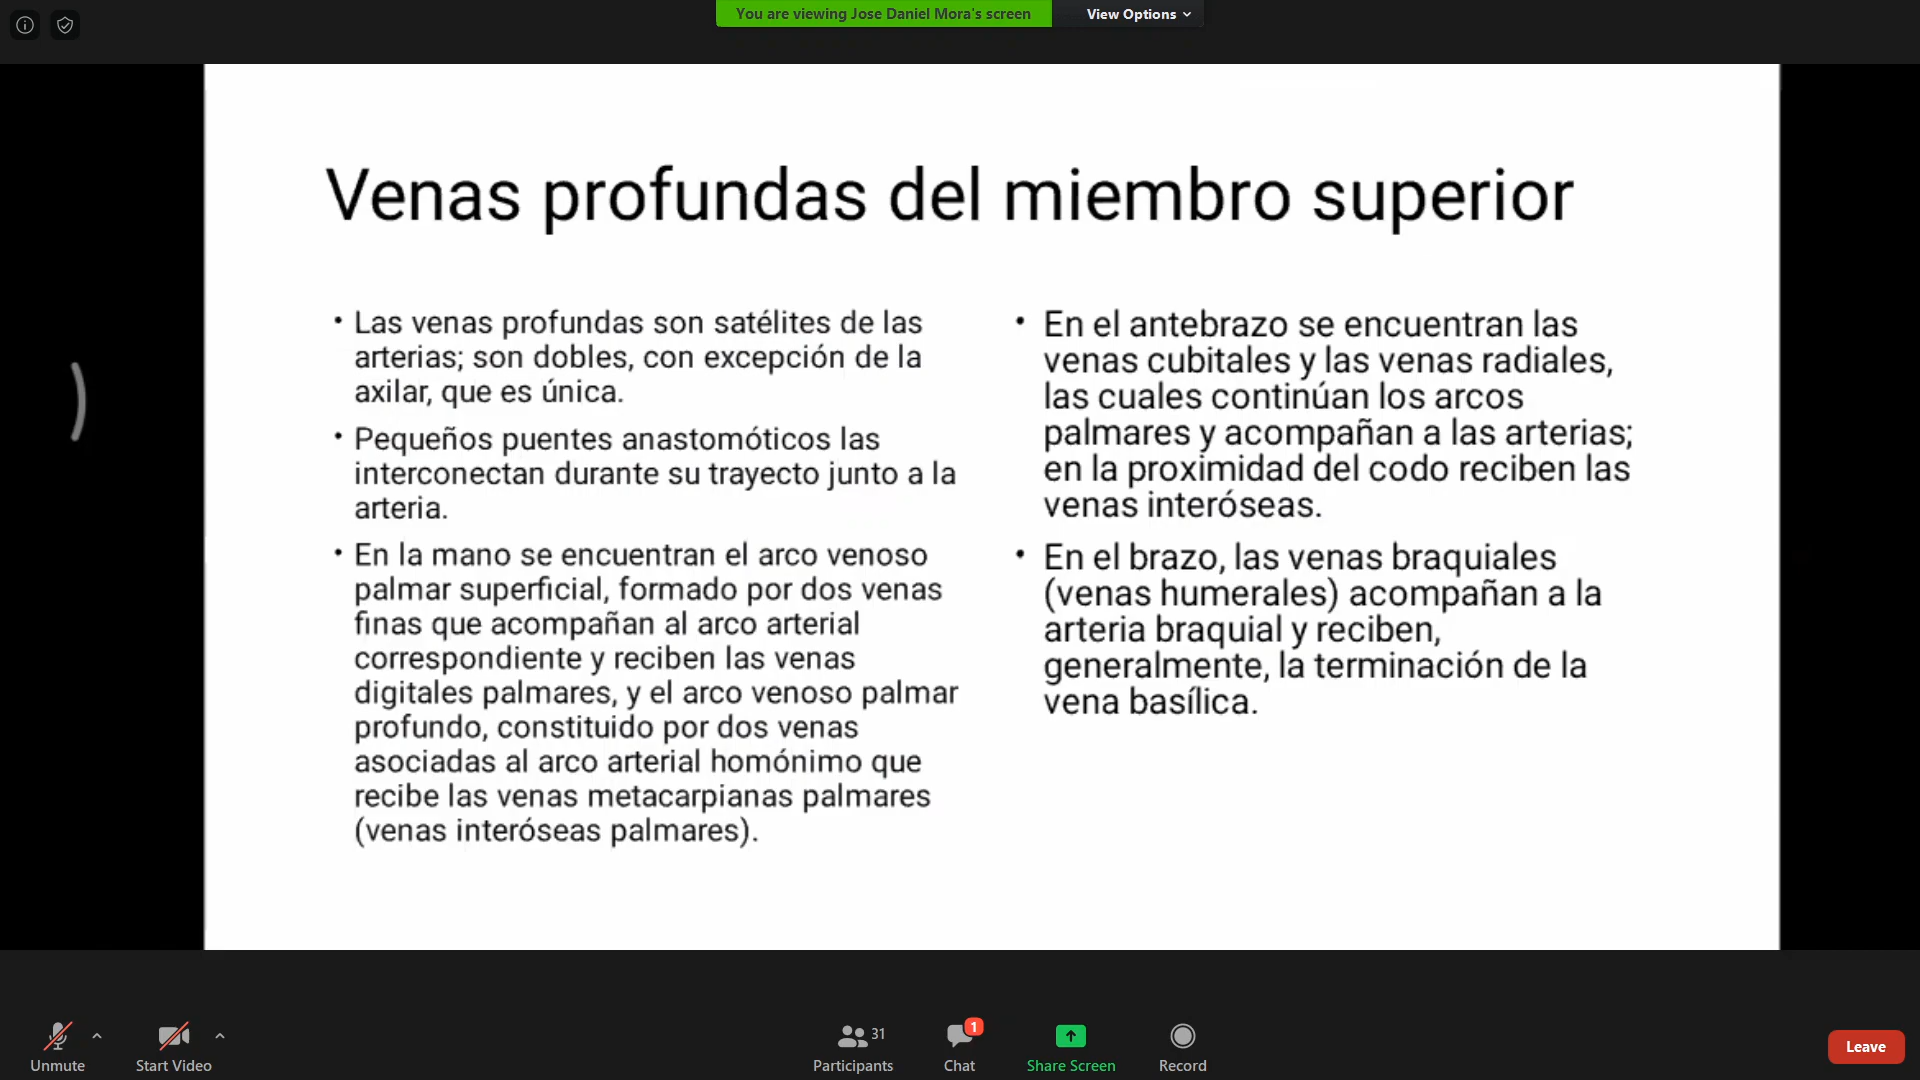 You are viewing Jose Daniel Mora's screen
View Options
Venas profundas del miembro superior
• Las venas profundas son satélites de las
arterias; son dobles, con excepción de la
axilar, que es única.
• Pequeños puentes anastomóticos las
interconectan durante su trayecto junto a la
arteria.
• En la mano se encuentran el arco venoso
palmar superficial, formado por dos venas
finas que acompañan al arco arterial
correspondiente y reciben las venas
digitales palmares, y el arco venoso palmar
profundo, constituido por dos venas
asociadas al arco arterial homónimo que
recibe las venas metacarpianas palmares
(venas interóseas palmares).
• En el antebrazo se encuentran las
venas cubitales y las venas radiales,
las cuales continúan los arcos
palmares y acompañan a las arterias;
en la proximidad del codo reciben las
venas interóseas.
• En el brazo, las venas braquiales
(venas humerales) acompañan a la
arteria braquial y reciben,
generalmente, la terminación de la
vena basílica.
Unmute
Start Video
31
Participants
1
Chat
Share Screen
Record
Leave